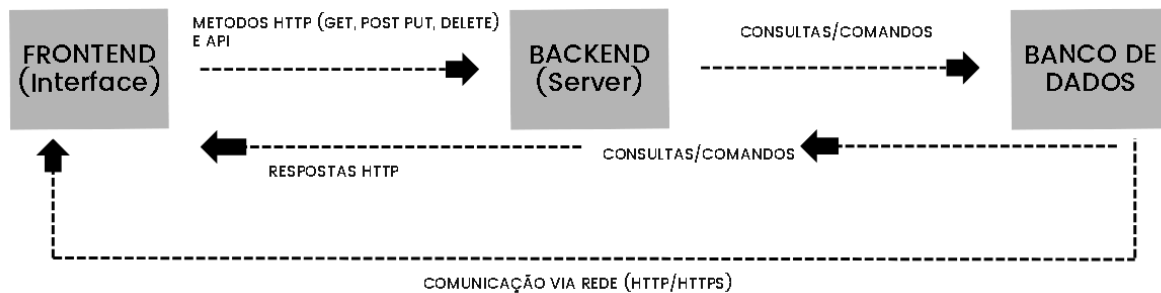 METODOS HTTP (GET, POST PUT, DELETE)
E API
FRONTEND
(Interface)
BACKEND
(Server)
CONSULTAS/COMANDOS
BANCO DE
DADOS
RESPOSTAS HTTP
CONSULTAS/COMANDOS
COMUNICAÇÃO VIA REDE (HTTP/HTTPS)